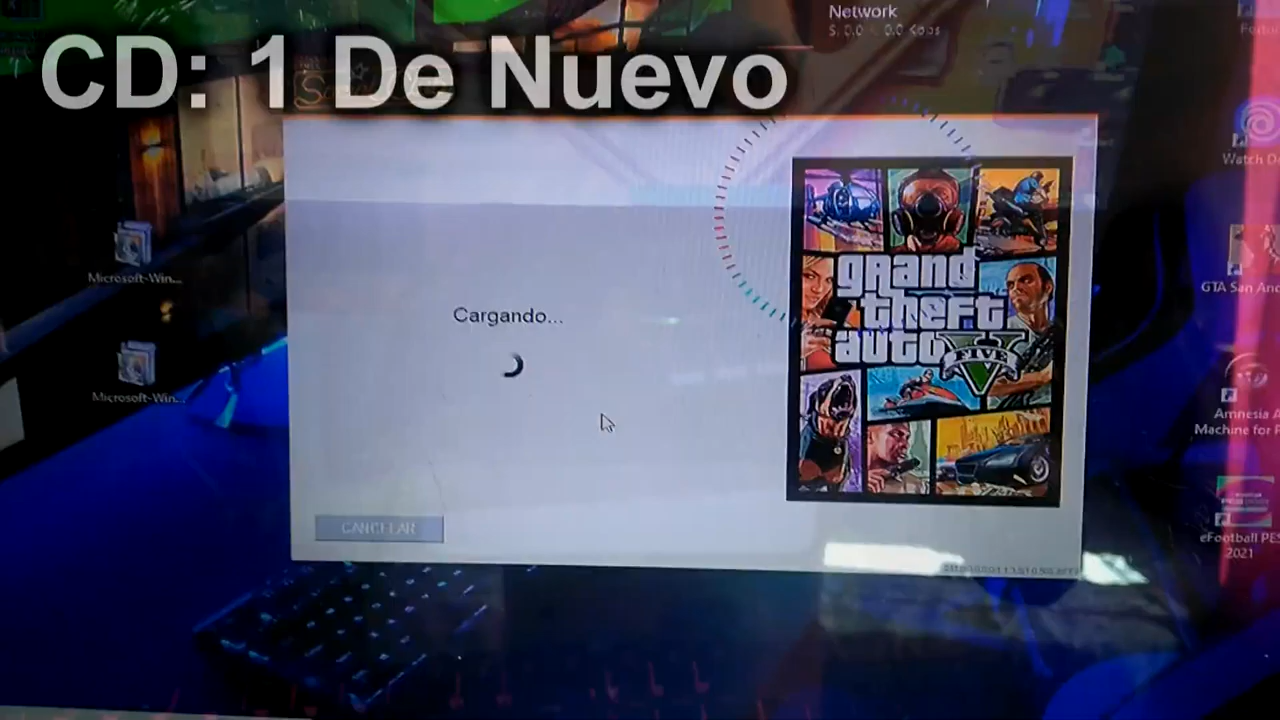 Network
CD: 1 De Nuevo
Microsoft-Win...
Microsoft-Win...
Cargando...
CANCELAR
grand
theft
auto
V
FIVE
Watch
GTA San
Amnesia A
Machine for
eFootball PES
2021